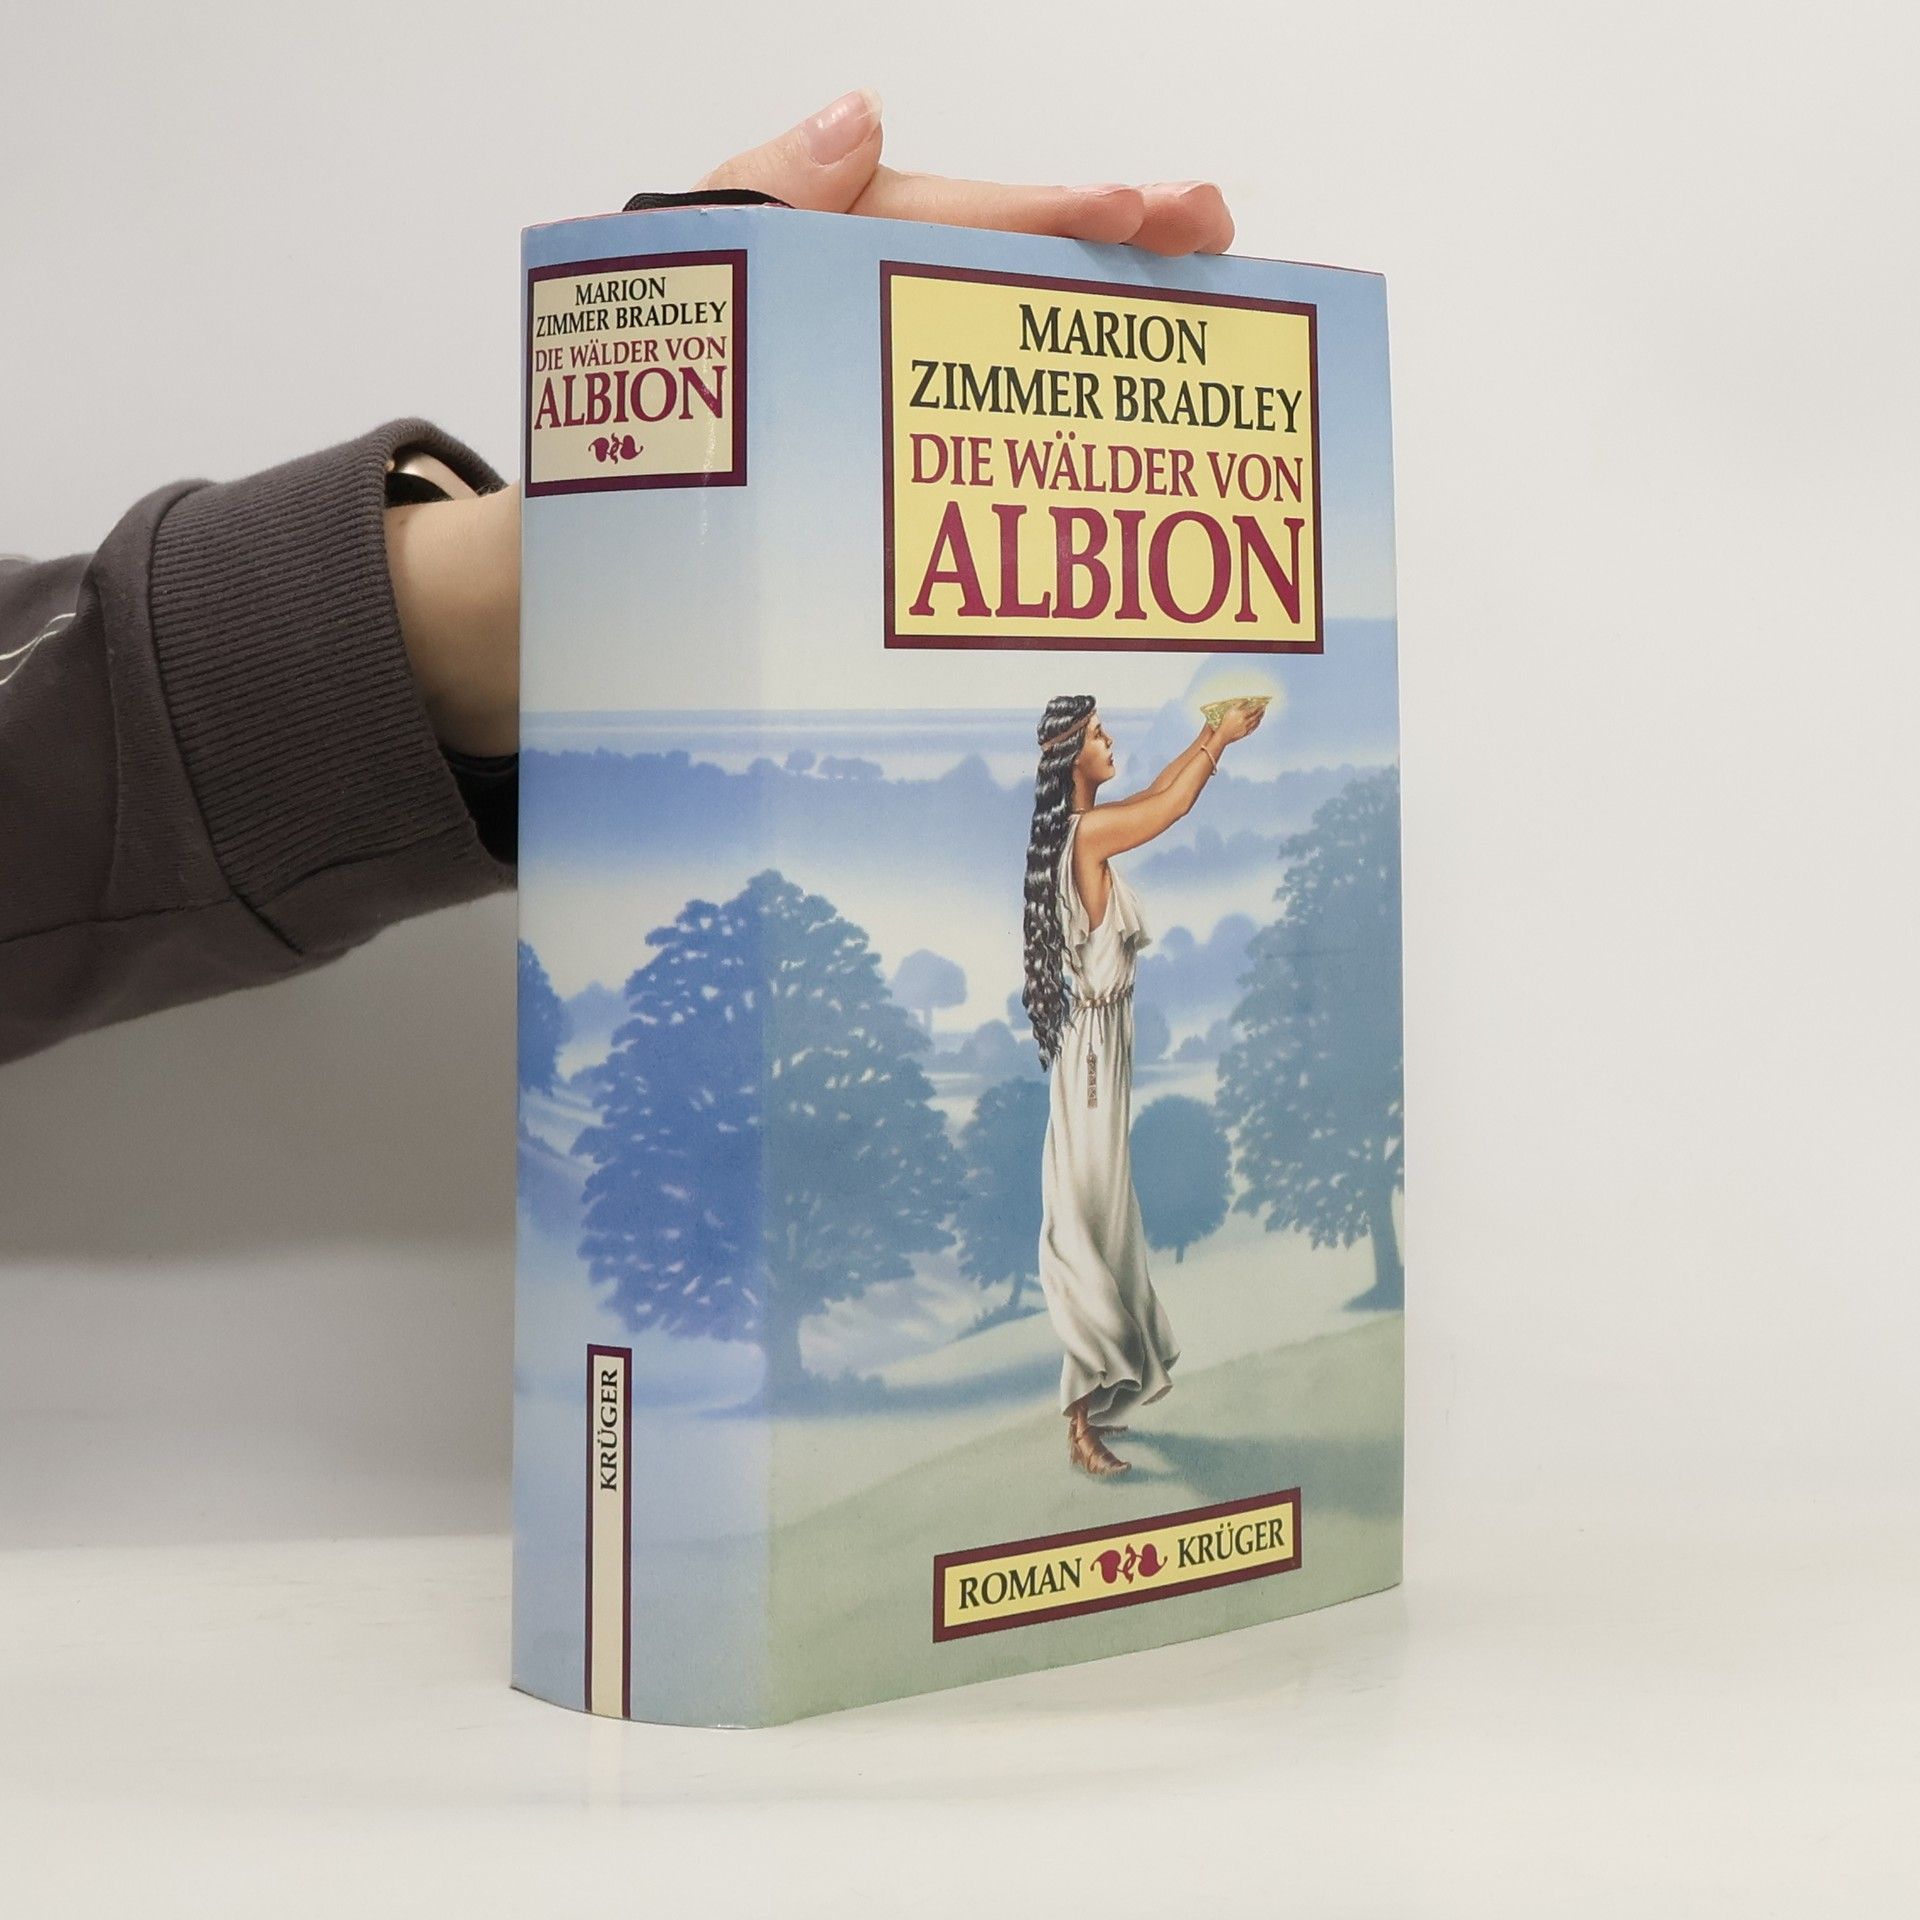 MARION
ZIMMER BRADLEY
DIE WÄLDER VON
ALBION
KRÜGER
MARION
ZIMMER BRADLEY
DIE WÄLDER VON
ALBION
ROMAN KRÜGER